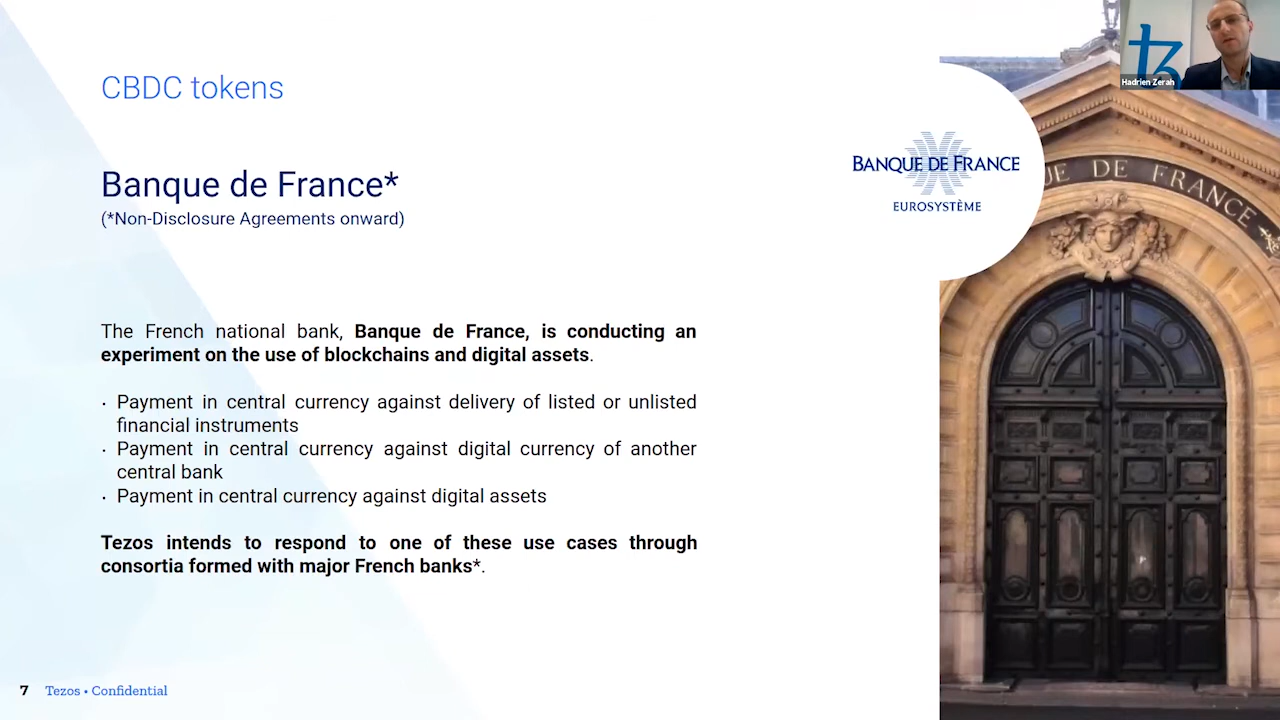 Hadrien Zerah
CBDC tokens
Banque de France*
(*Non-Disclosure Agreements onward)
BANQUE DE FRANCE
EUROSYSTÈME
UE DE FRANCE
The French national bank, Banque de France, is conducting an
experiment on the use of blockchains and digital assets.
· Payment in central currency against delivery of listed or unlisted
financial instruments
· Payment in central currency against digital currency of another
central bank
· Payment in central currency against digital assets
Tezos intends to respond to one of these use cases through
consortia formed with major French banks*.
7 Tezos • Confidential